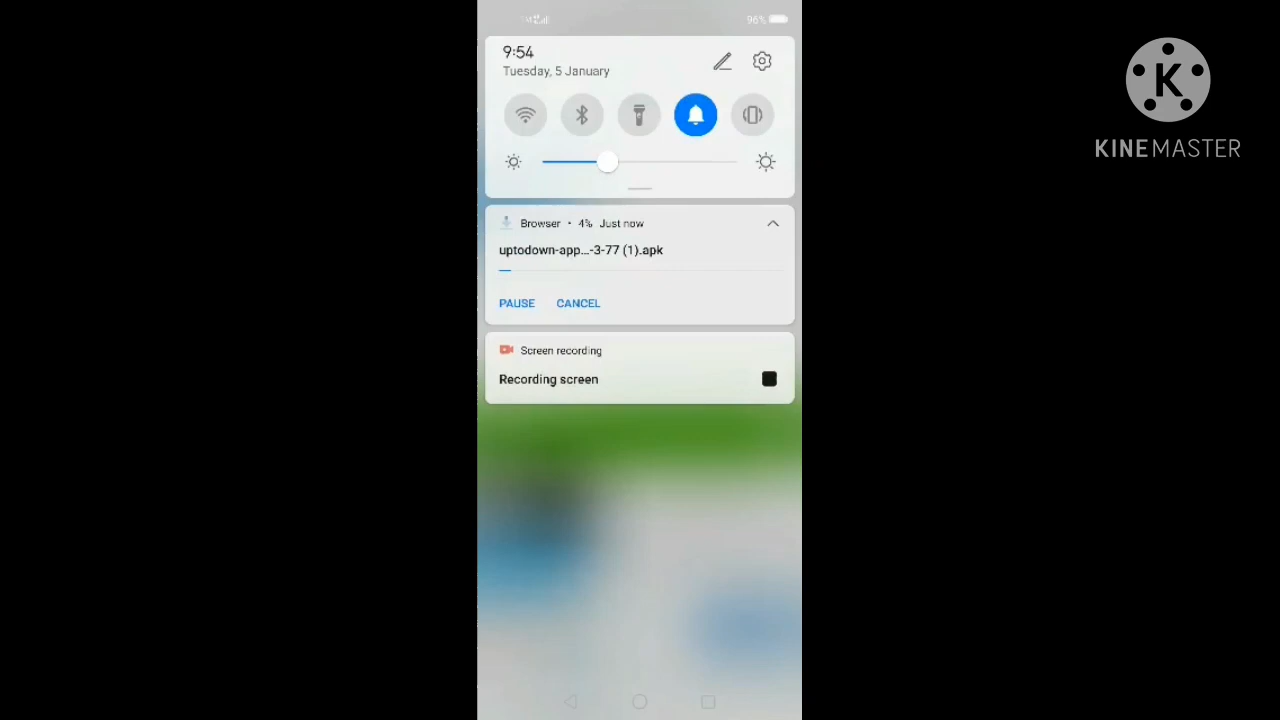 96%
9:54
Tuesday, 5 January
Browser • 4% Just now
uptodown-app...-3-77 (1).apk
PAUSE CANCEL
Screen recording
Recording screen
K
KINEMASTER